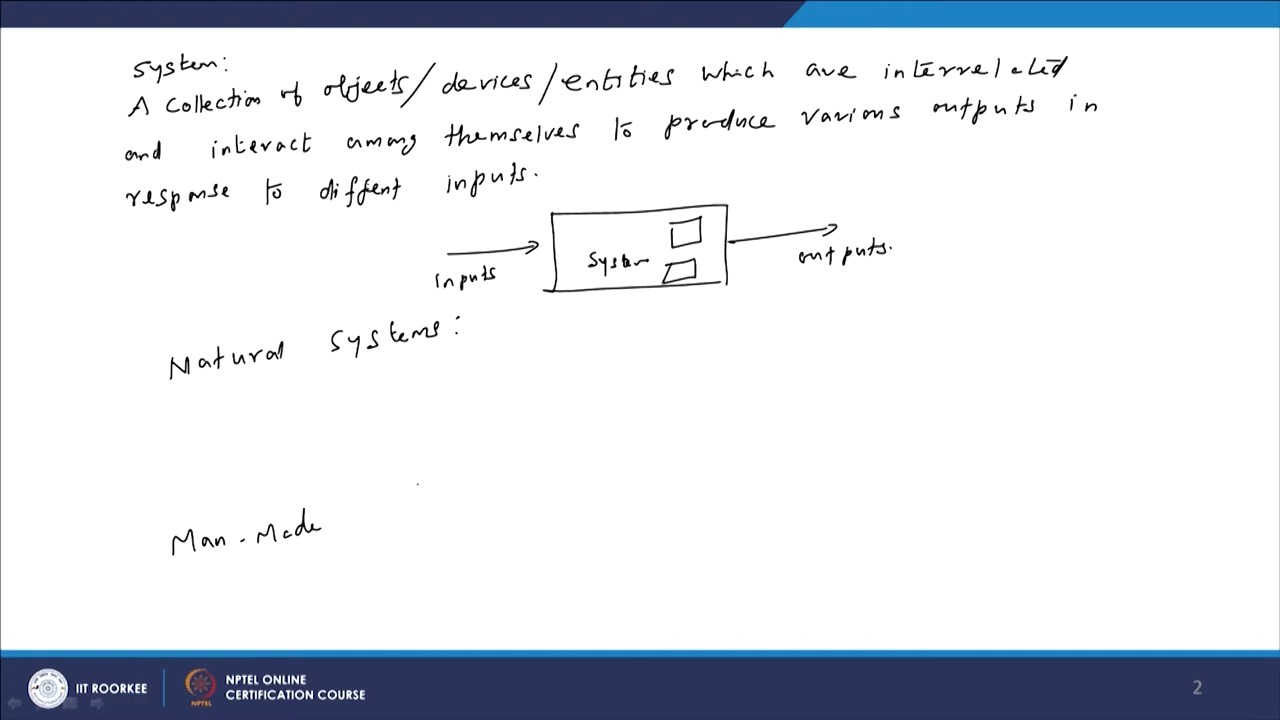 System:
A collection of objects/devices/entities which are interrelated
and interact among themselves to produce various outputs in
response to diffent inputs.
inputs
System
outputs.
Natural Systems:
Man-Made
IIT ROORKEE
NPTEL
NPTEL ONLINE
CERTIFICATION COURSE
2